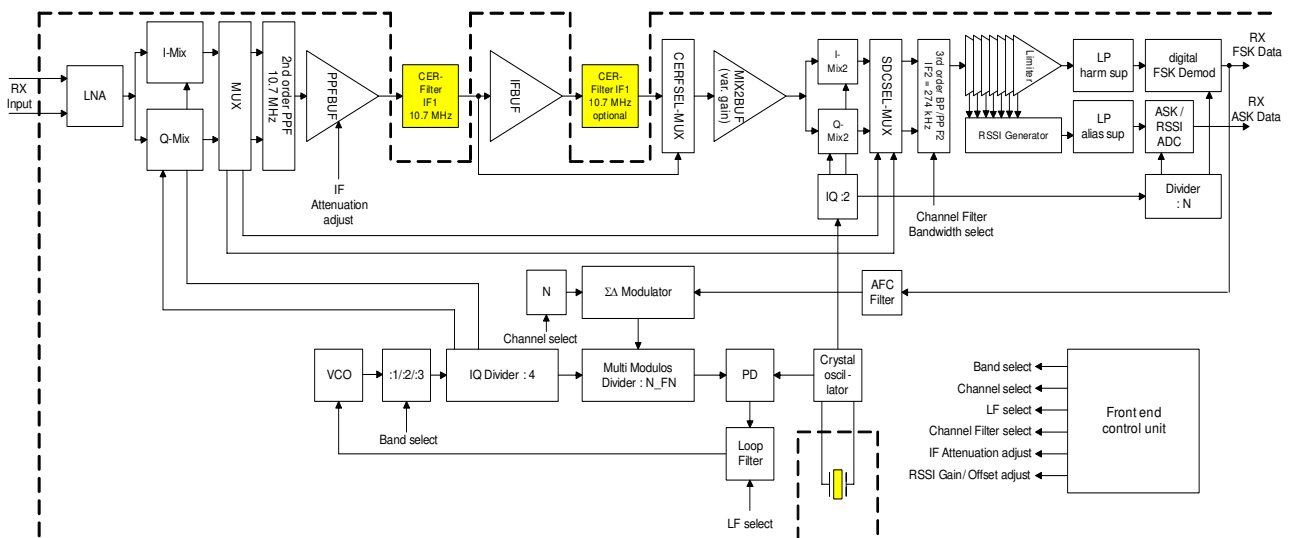 RX
Input
LNA
I-Mix
Q-Mix
MUX
2nd order PPF
10.7 MHz
PPFBUF
IF
Attenuation
adjust
CER-
Filter
IF1
10.7 MHz
IFBUF
CER-
Filter IF1
10.7 MHz
optional
CERFSEL-MUX
MIX2BUF
(var. gain)
I-
Mix2
Q-
Mix2
SDCSEL-MUX
3rd order BP/PP F2
IF2 = 274 kHz
Limiter
RSSI Generator
LP
harm sup
LP
alias sup
digital
FSK Demod
ASK /
RSSI
ADC
RX
FSK Data
RX
ASK Data
IQ :2
Divider
: N
Channel Filter
Bandwidth select
N
Channel select
ΣΔ Modulator
AFC
Filter
VCO
:1/:2/:3
Band select
IQ Divider : 4
Multi Modulos
Divider : N_FN
PD
Crystal
oscil -
lator
Loop
Filter
LF select
Band select
Channel select
LF select
Channel Filter select
IF Attenuation adjust
RSSI Gain/ Offset adjust
Front end
control unit